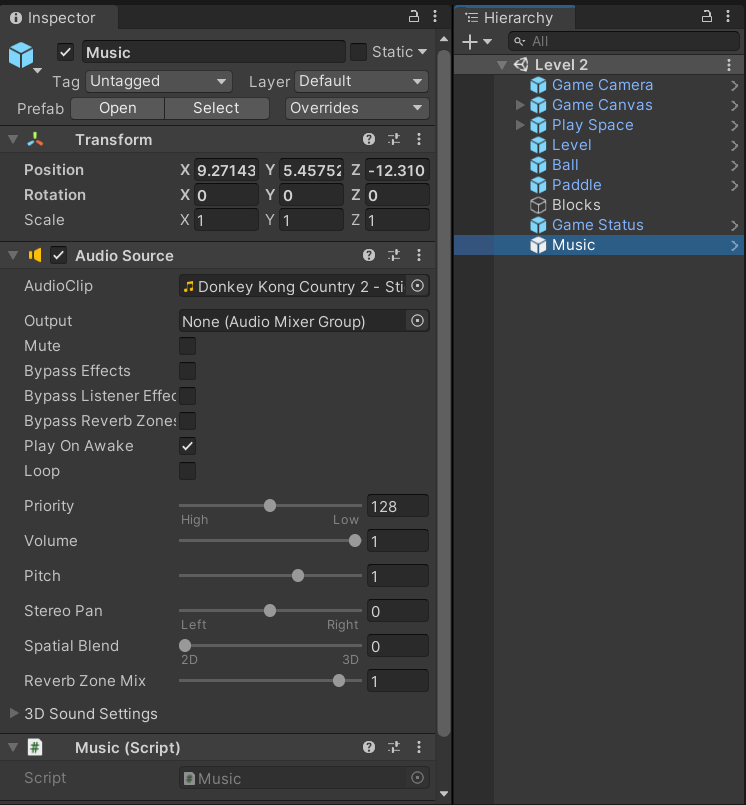 Inspector
Music
Static
Tag Untagged Layer Default
Prefab Open Select Overrides
Transform
Position X 9.27143 Y 5.45752 Z -12.310
Rotation X 0 Y 0 Z 0
Scale X 1 Y 1 Z 1
Audio Source
AudioClip Donkey Kong Country 2 - Sti
Output None (Audio Mixer Group)
Mute
Bypass Effects
Bypass Listener Effec
Bypass Reverb Zones
Play On Awake
Loop
Priority 128
High Low
Volume 1
Pitch 1
Stereo Pan 0
Left Right
Spatial Blend 0
2D 3D
Reverb Zone Mix 1
3D Sound Settings
# Music (Script)
Script # Music
Hierarchy
All
Level 2
Game Camera
Game Canvas
Play Space
Level
Ball
Paddle
Blocks
Game Status
Music